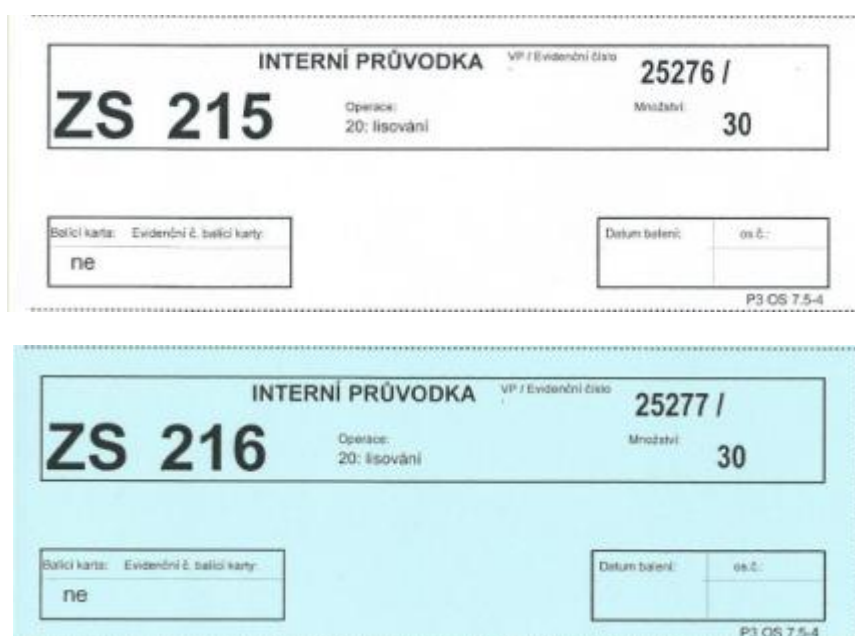 INTERNÍ PRŮVODKA VP / Evidenční číslo 25276 /
ZS 215 Operace: Množství:
20: lisování 30
Balicí karta: Evidenční č. balicí karty: Datum balení: os.č.:
ne
P3 OS 7.5-4
INTERNÍ PRŮVODKA VP / Evidenční číslo 25277 /
ZS 216 Operace: Množství:
20: lisování 30
Balicí karta: Evidenční č. balicí karty: Datum balení: os.č.:
ne
P3 OS 7.5-4